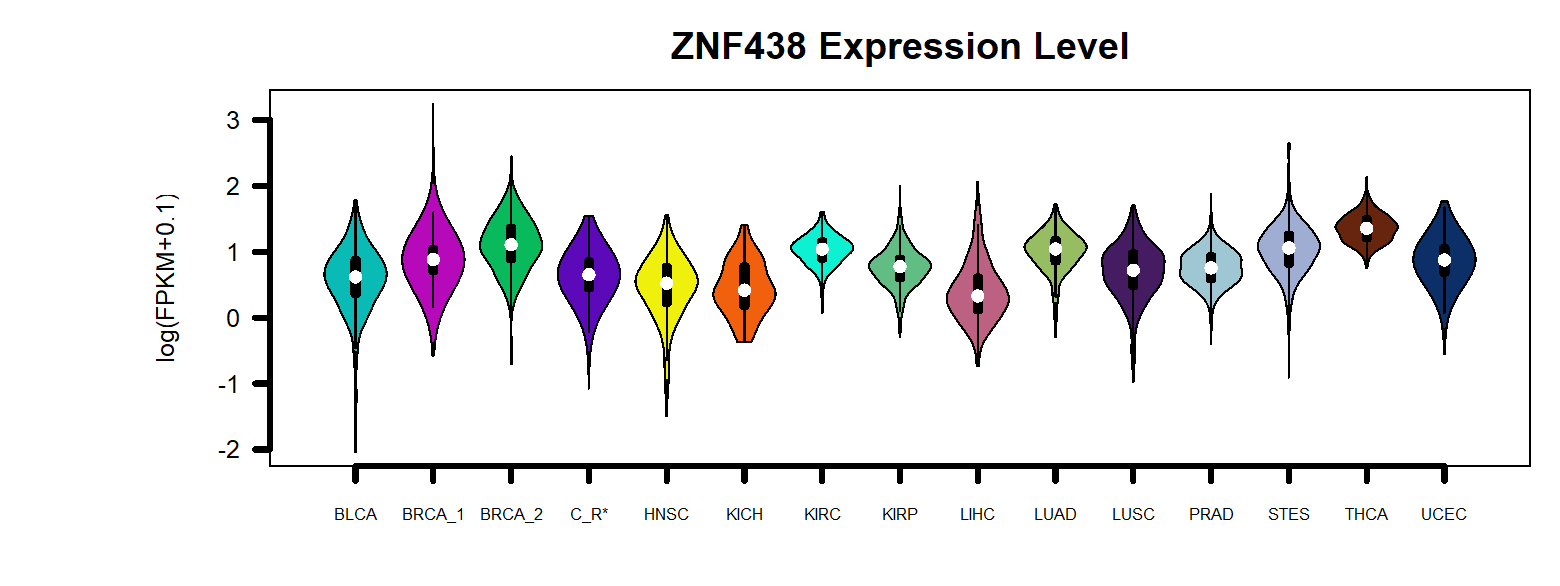 ZNF438 Expression Level
log(FPKM+0.1)
3
2
1
0
-1
-2
BLCA BRCA_1 BRCA_2 C_R* HNSC KICH KIRC KIRP LIHC LUAD LUSC PRAD STES THCA UCEC